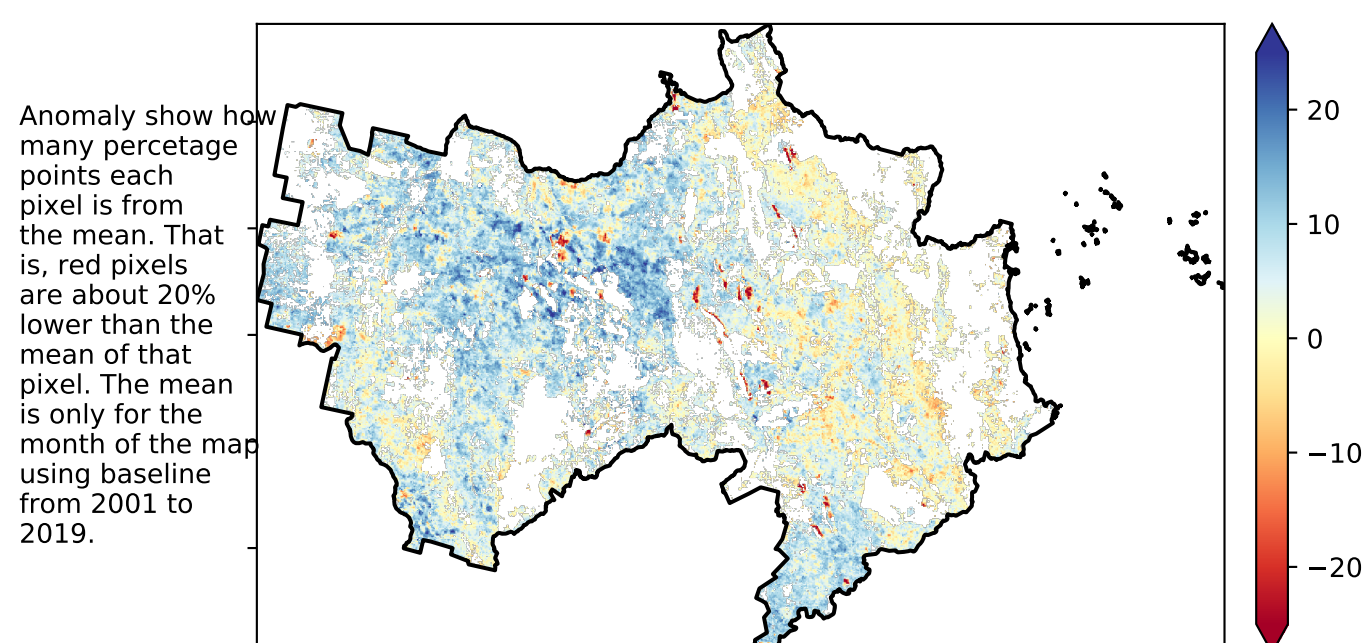 Anomaly show how
many percetage
points each
pixel is from
the mean. That
is, red pixels
are about 20%
lower than the
mean of that
pixel. The mean
is only for the
month of the map
using baseline
from 2001 to
2019.
20
10
0
−10
−20